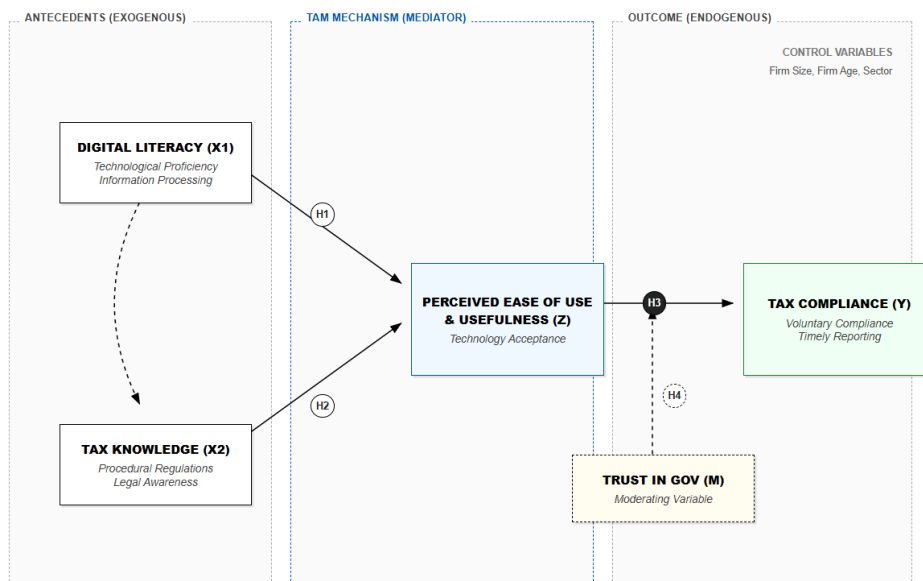 ANTECEDENTS (EXOGENOUS)
TAM MECHANISM (MEDIATOR)
OUTCOME (ENDOGENOUS)
CONTROL VARIABLES
Firm Size, Firm Age, Sector
DIGITAL LITERACY (X1)
Technological Proficiency
Information Processing
H1
PERCEIVED EASE OF USE
& USEFULNESS (Z)
Technology Acceptance
H3
TAX COMPLIANCE (Y)
Voluntary Compliance
Timely Reporting
H2
H4
TAX KNOWLEDGE (X2)
Procedural Regulations
Legal Awareness
TRUST IN GOV (M)
Moderating Variable